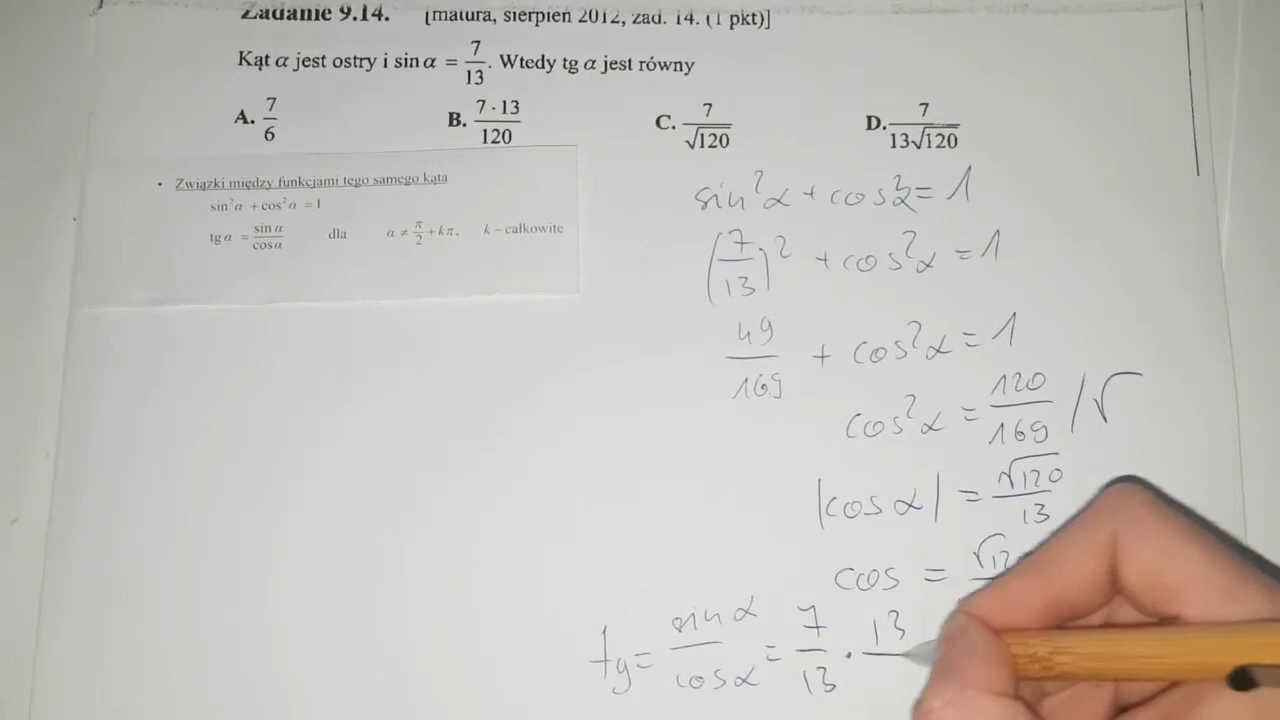 Zadanie 9.14. [matura, sierpień 2012, zad. 14. (1 pkt)]
Kąt α jest ostry i sin α = 7/13. Wtedy tg α jest równy
A. 7/6 B. 7·13/120 C. 7/√120 D. 7/13√120
• Związki między funkcjami tego samego kąta
sin²α + cos²α = 1
tg α = sin α/cos α dla α ≠ π/2 + kπ, k – całkowite
sin²α + cos²α = 1
(7/13)² + cos²α = 1
49/169 + cos²α = 1
cos²α = 120/169 /√
|cos α| = √120/13
cos =
tg = sin α/cos α = 7/13 · 13